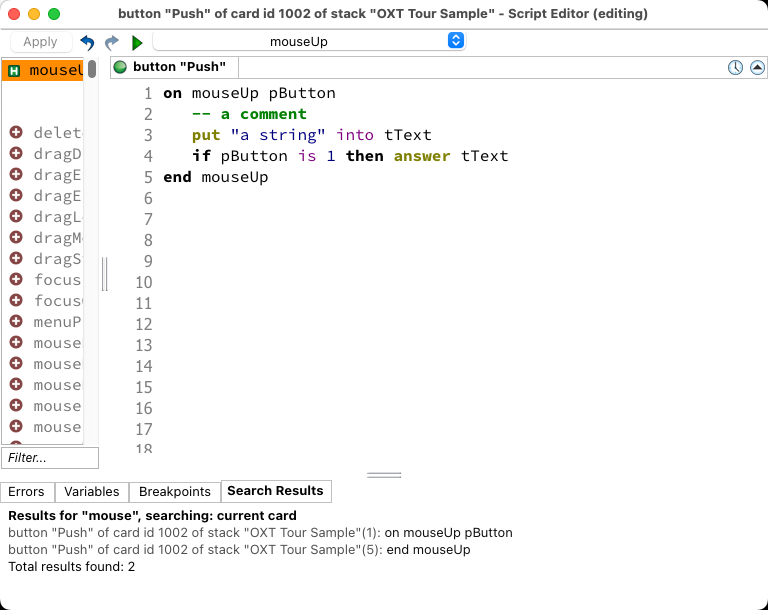 button "Push" of card id 1002 of stack "OXT Tour Sample" - Script Editor (editing)
Apply
mouseUp
H mouseU
button "Push"
delet
dragD
dragE
dragE
dragL
dragM
dragS
focus
focus
menuP
mouse
mouse
mouse
mouse
mouse
Filter...
1 on mouseUp pButton
2 -- a comment
3 put "a string" into tText
4 if pButton is 1 then answer tText
5 end mouseUp
6
7
8
9
10
11
12
13
14
15
16
17
18
Errors
Variables
Breakpoints
Search Results
Results for "mouse", searching: current card
button "Push" of card id 1002 of stack "OXT Tour Sample"(1): on mouseUp pButton
button "Push" of card id 1002 of stack "OXT Tour Sample"(5): end mouseUp
Total results found: 2